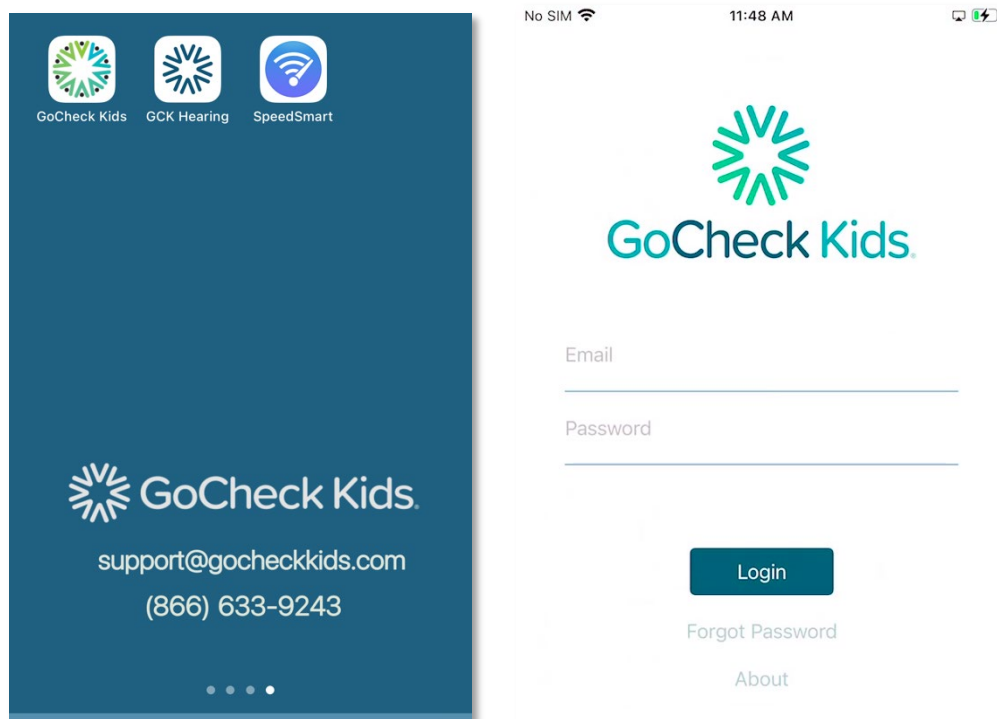 GoCheck Kids GCK Hearing SpeedSmart
GoCheck Kids.
support@gocheckkids.com
(866) 633-9243
No SIM 11:48 AM
GoCheck Kids.
Email
Password
Login
Forgot Password
About